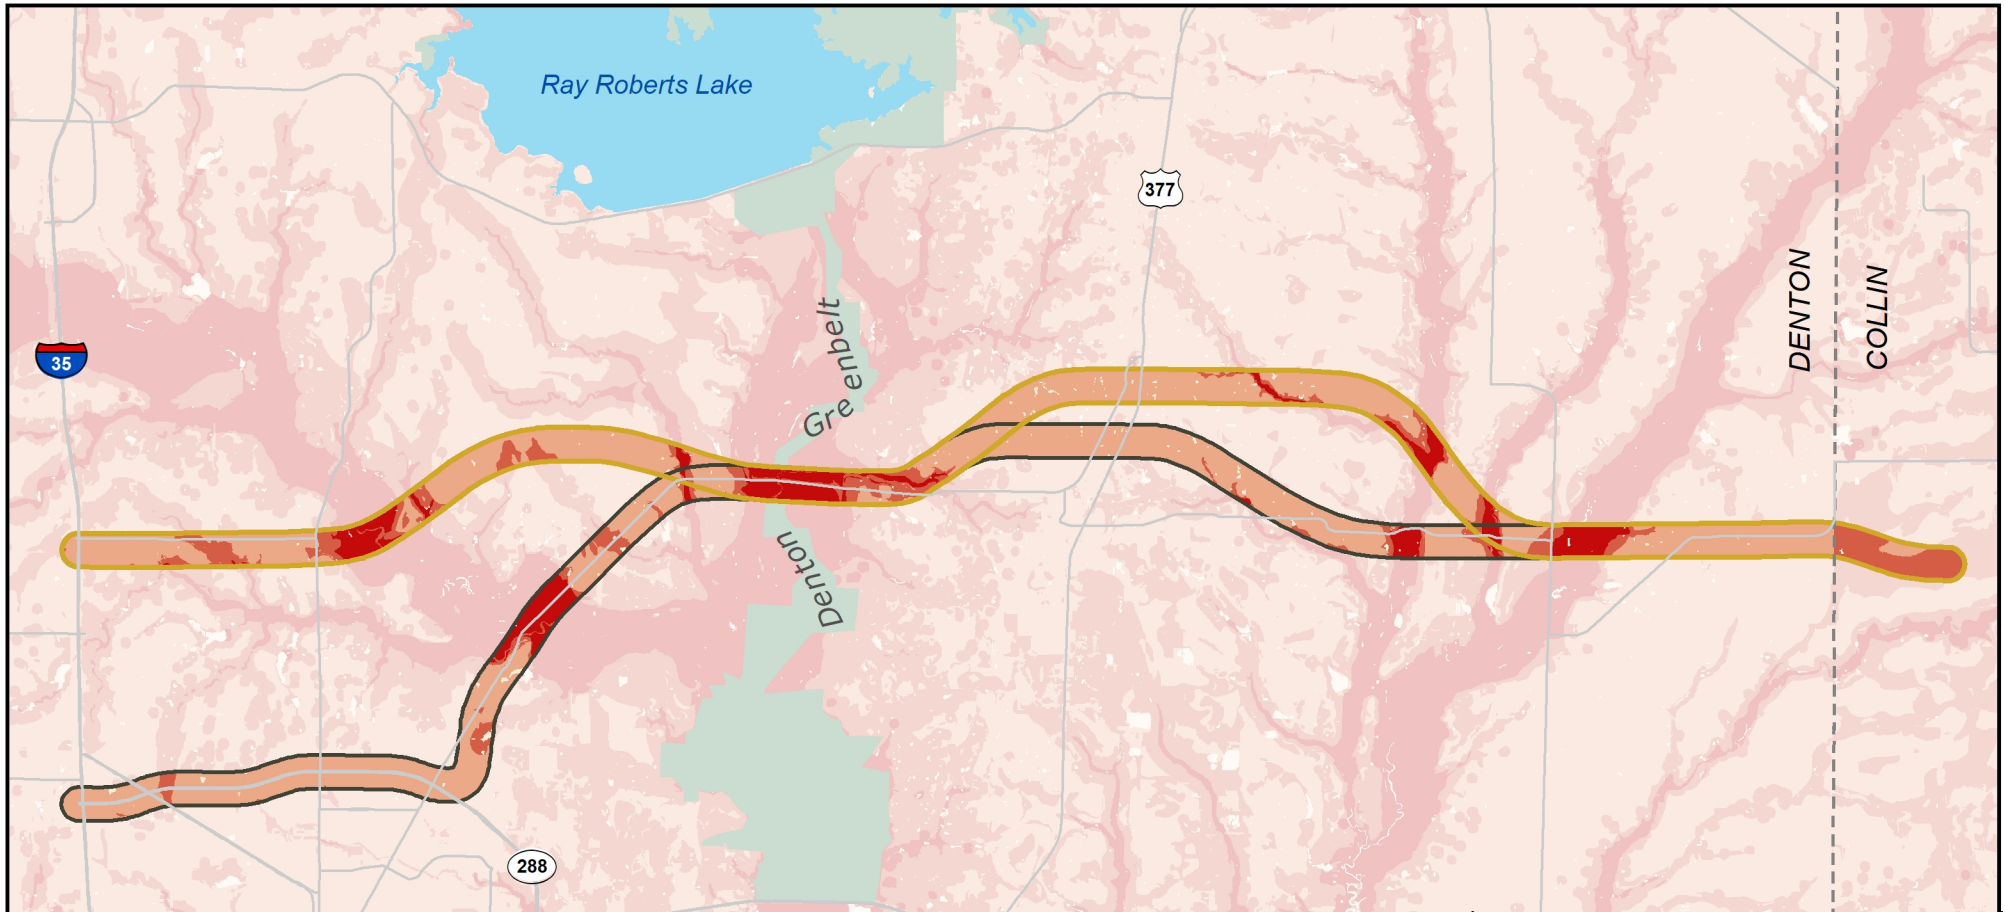 Ray Roberts Lake
377
DENTON
COLLIN
35
Greenbelt
Denton
288